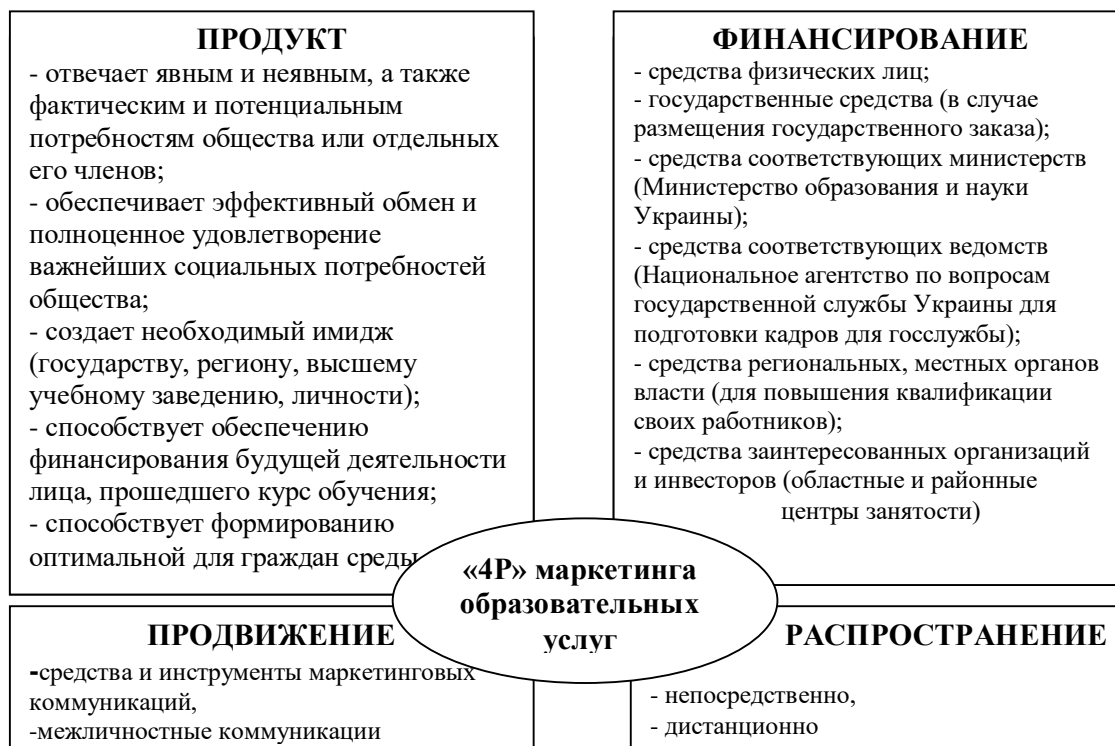 ПРОДУКТ
- отвечает явным и неявным, а также
фактическим и потенциальным
потребностям общества или отдельных
его членов;
- обеспечивает эффективный обмен и
полноценное удовлетворение
важнейших социальных потребностей
общества;
- создает необходимый имидж
(государству, региону, высшему
учебному заведению, личности);
- способствует обеспечению
финансирования будущей деятельности
лица, прошедшего курс обучения;
- способствует формированию
оптимальной для граждан среды
ФИНАНСИРОВАНИЕ
- средства физических лиц;
- государственные средства (в случае
размещения государственного заказа);
- средства соответствующих министерств
(Министерство образования и науки
Украины);
- средства соответствующих ведомств
(Национальное агентство по вопросам
государственной службы Украины для
подготовки кадров для госслужбы);
- средства региональных, местных органов
власти (для повышения квалификации
своих работников);
- средства заинтересованных организаций
и инвесторов (областные и районные
центры занятости)
«4P» маркетинга
образовательных
услуг
ПРОДВИЖЕНИЕ
-средства и инструменты маркетинговых
коммуникаций,
-межличностные коммуникации
РАСПРОСТРАНЕНИЕ
- непосредственно,
- дистанционно